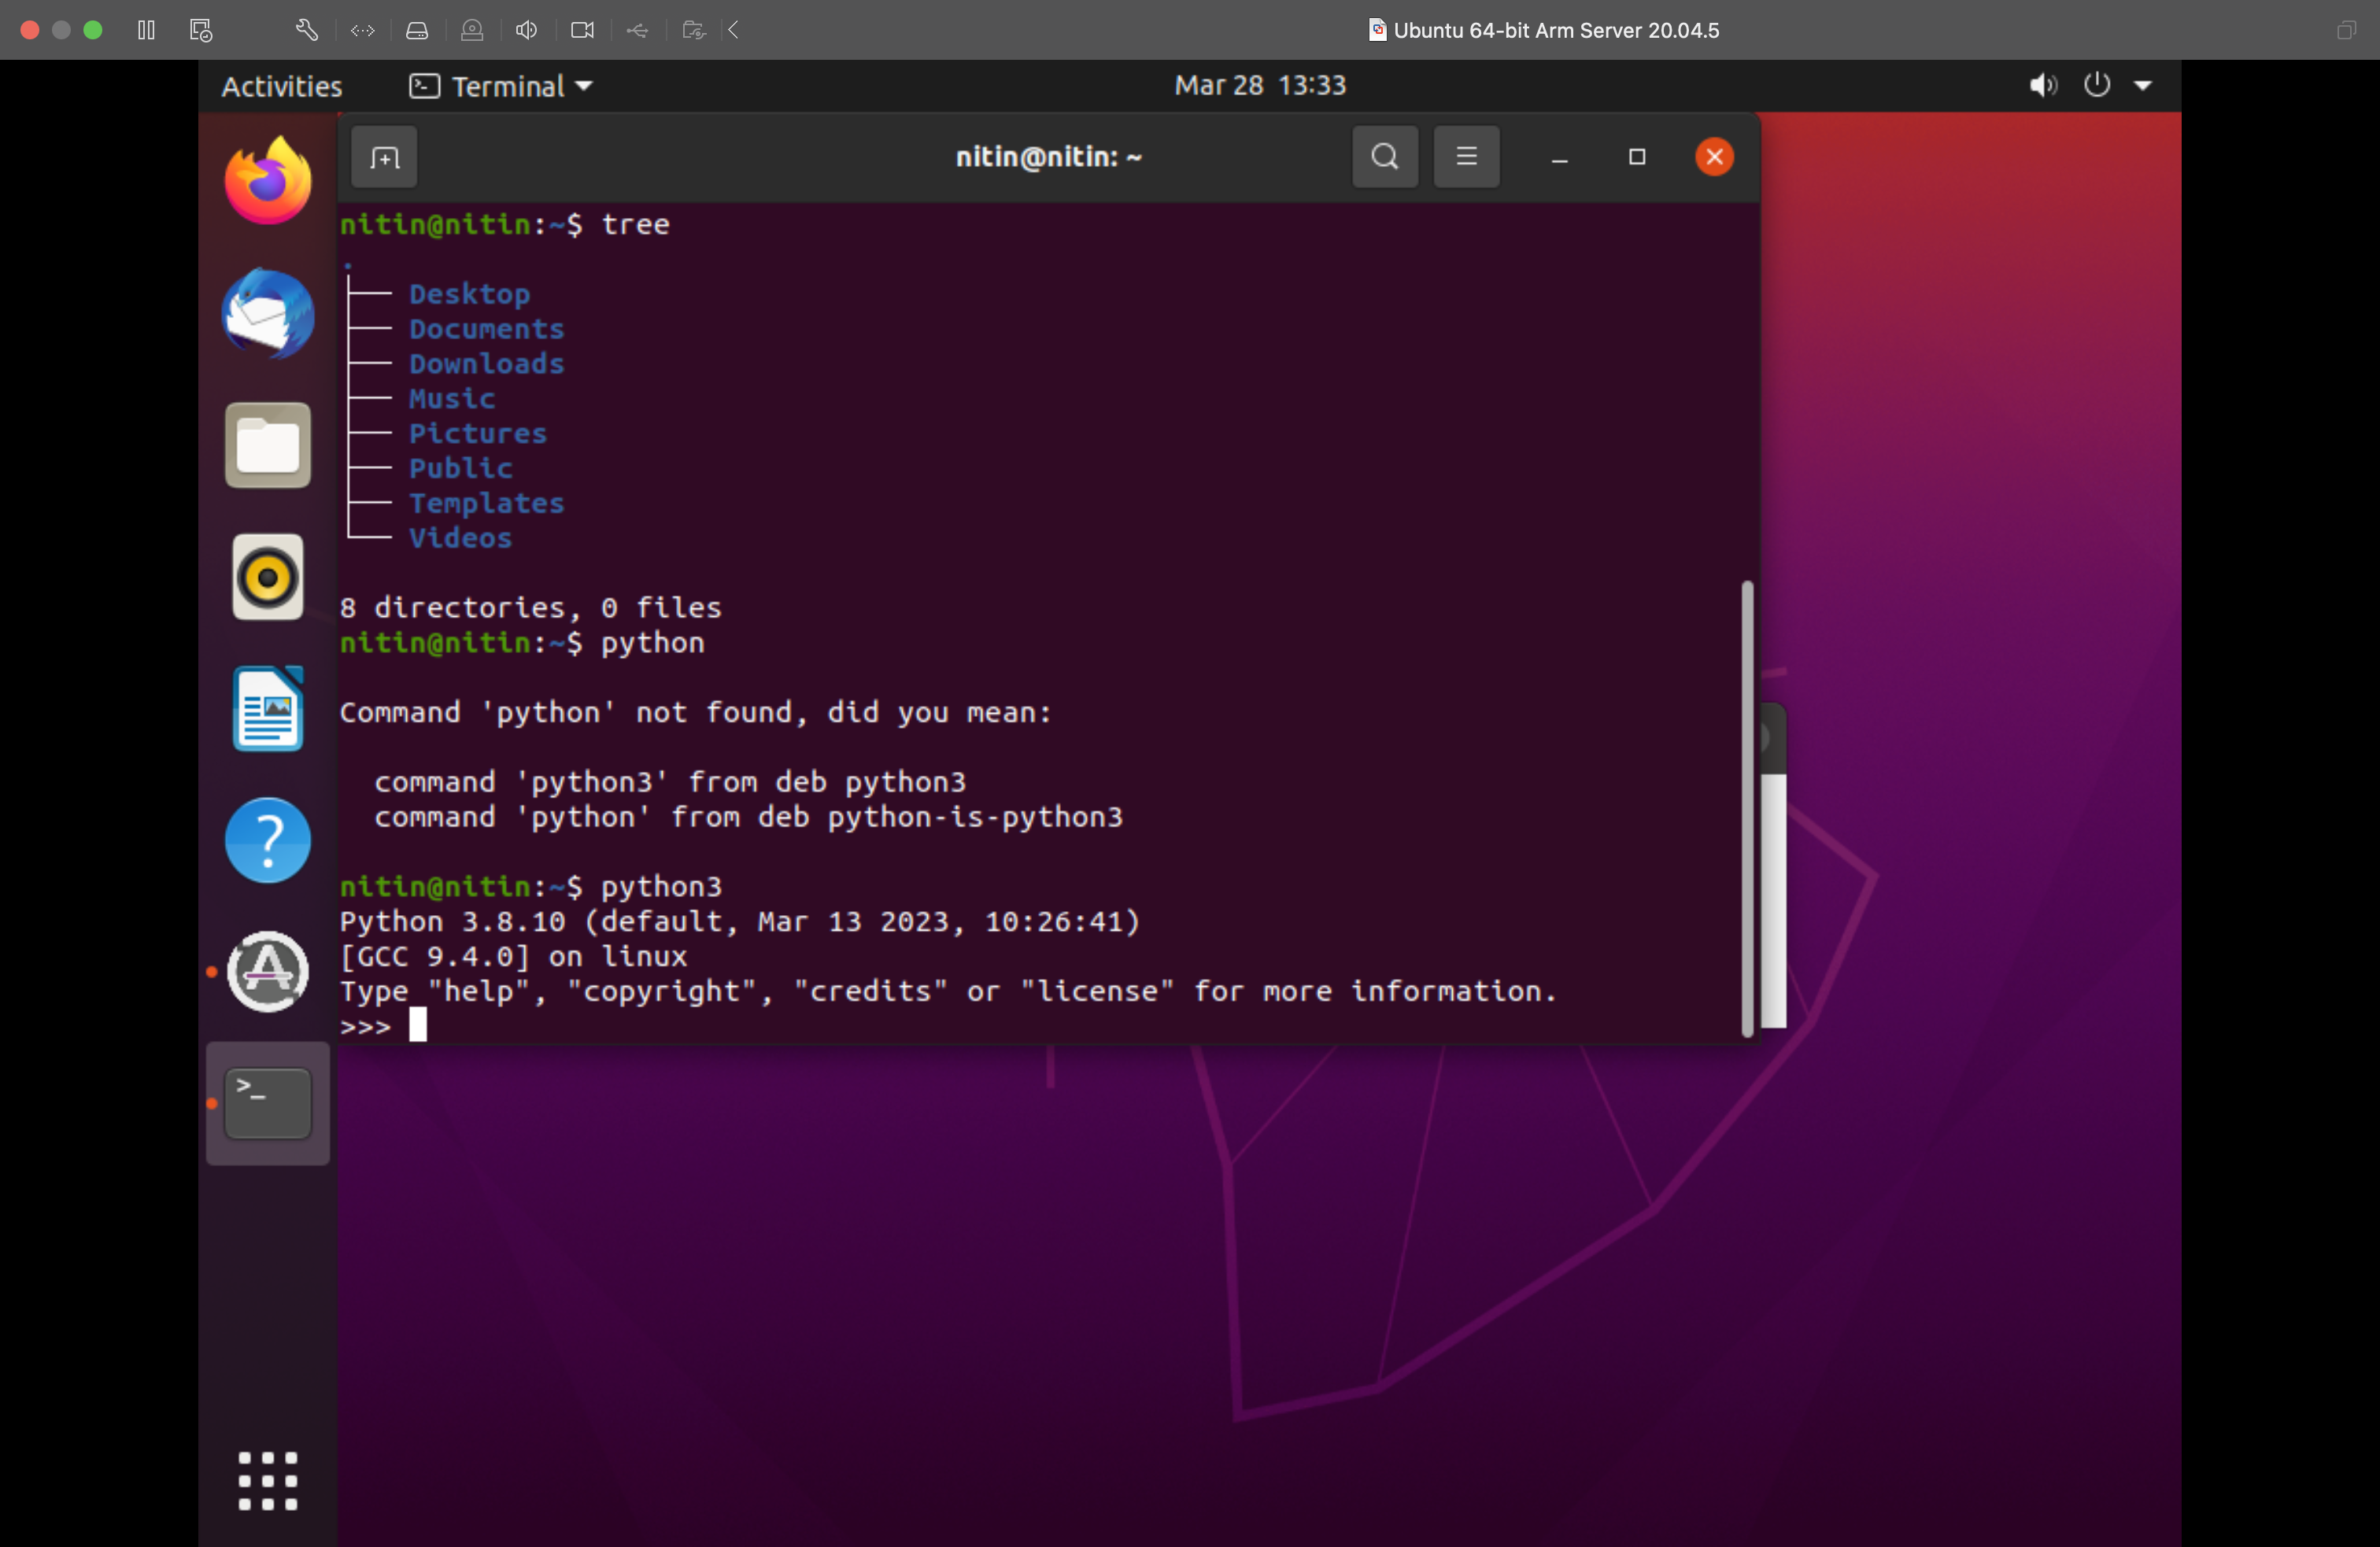 Ubuntu 64-bit Arm Server 20.04.5
Activities
Terminal
Mar 28 13:33
nitin@nitin: ~
nitin@nitin:~$ tree
.
├── Desktop
├── Documents
├── Downloads
├── Music
├── Pictures
├── Public
├── Templates
└── Videos
8 directories, 0 files
nitin@nitin:~$ python
Command 'python' not found, did you mean:
command 'python3' from deb python3
command 'python' from deb python-is-python3
nitin@nitin:~$ python3
Python 3.8.10 (default, Mar 13 2023, 10:26:41)
[GCC 9.4.0] on linux
Type "help", "copyright", "credits" or "license" for more information.
>>>